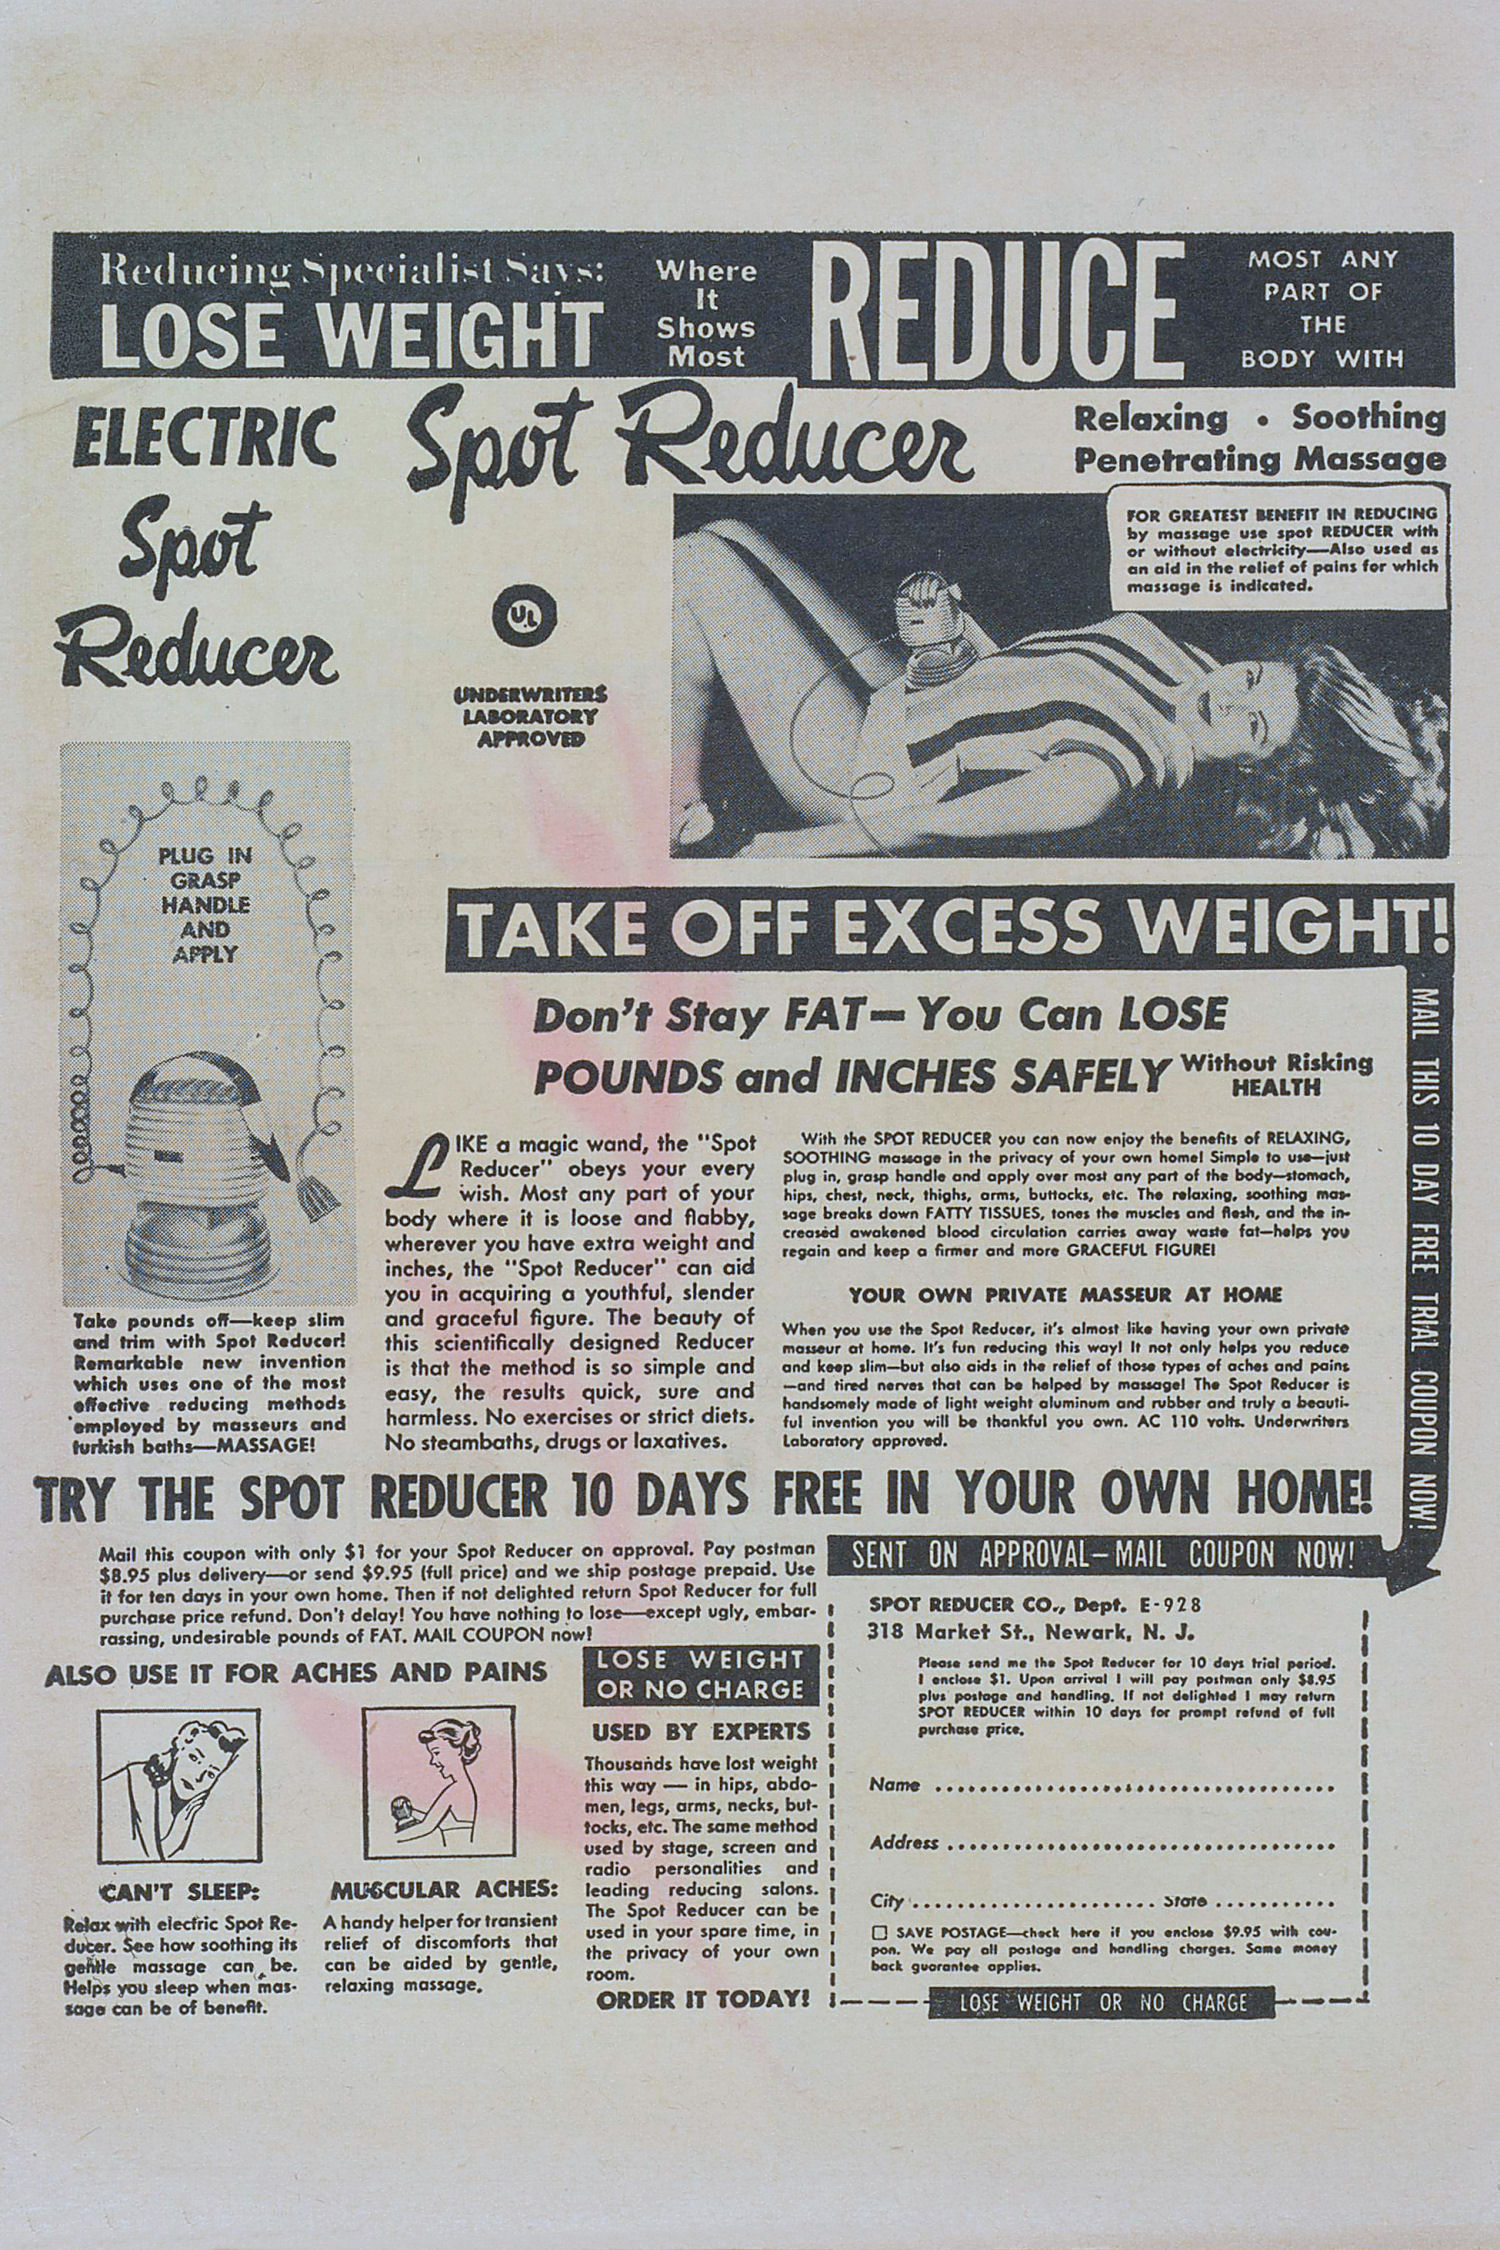 Reducing Specialist Says:
LOSE WEIGHT
Where
It
Shows
Most
REDUCE
MOST ANY
PART OF
THE
BODY WITH
ELECTRIC
Spot
Reducer
Spot Reducer
Relaxing • Soothing
Penetrating Massage
UL
UNDERWRITERS
LABORATORY
APPROVED
FOR GREATEST BENEFIT IN REDUCING
by massage use spot REDUCER with
or without electricity—Also used as
an aid in the relief of pains for which
massage is indicated.
PLUG IN
GRASP
HANDLE
AND
APPLY
Take pounds off—keep slim
and trim with Spot Reducer!
Remarkable new invention
which uses one of the most
effective reducing methods
employed by masseurs and
turkish baths—MASSAGE!
TAKE OFF EXCESS WEIGHT!
Don't Stay FAT—You Can LOSE
POUNDS and INCHES SAFELY Without Risking
HEALTH
MAIL THIS 10 DAY FREE TRIAL COUPON NOW!
LIKE a magic wand, the "Spot
Reducer" obeys your every
wish. Most any part of your
body where it is loose and flabby,
wherever you have extra weight and
inches, the "Spot Reducer" can aid
you in acquiring a youthful, slender
and graceful figure. The beauty of
this scientifically designed Reducer
is that the method is so simple and
easy, the results quick, sure and
harmless. No exercises or strict diets.
No steambaths, drugs or laxatives.
With the SPOT REDUCER you can now enjoy the benefits of RELAXING,
SOOTHING massage in the privacy of your own home! Simple to use—just
plug in, grasp handle and apply over most any part of the body—stomach,
hips, chest, neck, thighs, arms, buttocks, etc. The relaxing, soothing mas-
sage breaks down FATTY TISSUES, tones the muscles and flesh, and the in-
creased awakened blood circulation carries away waste fat—helps you
regain and keep a firmer and more GRACEFUL FIGURE!
YOUR OWN PRIVATE MASSEUR AT HOME
When you use the Spot Reducer, it's almost like having your own private
masseur at home. It's fun reducing this way! It not only helps you reduce
and keep slim—but also aids in the relief of those types of aches and pains
—and tired nerves that can be helped by massage! The Spot Reducer is
handsomely made of light weight aluminum and rubber and truly a beauti-
ful invention you will be thankful you own. AC 110 volts. Underwriters
Laboratory approved.
TRY THE SPOT REDUCER 10 DAYS FREE IN YOUR OWN HOME!
Mail this coupon with only $1 for your Spot Reducer on approval. Pay postman
$8.95 plus delivery—or send $9.95 (full price) and we ship postage prepaid. Use
it for ten days in your own home. Then if not delighted return Spot Reducer for full
purchase price refund. Don't delay! You have nothing to lose—except ugly, embar-
rassing, undesirable pounds of FAT. MAIL COUPON now!
ALSO USE IT FOR ACHES AND PAINS
CAN'T SLEEP:
Relax with electric Spot Re-
ducer. See how soothing its
gentle massage can be.
Helps you sleep when mas-
sage can be of benefit.
MUSCULAR ACHES:
A handy helper for transient
relief of discomforts that
can be aided by gentle,
relaxing massage.
LOSE WEIGHT
OR NO CHARGE
USED BY EXPERTS
Thousands have lost weight
this way — in hips, abdo-
men, legs, arms, necks, but-
tocks, etc. The same method
used by stage, screen and
radio personalities and
leading reducing salons.
The Spot Reducer can be
used in your spare time, in
the privacy of your own
room.
ORDER IT TODAY!
SENT ON APPROVAL—MAIL COUPON NOW!
SPOT REDUCER CO., Dept. E-928
318 Market St., Newark, N. J.
Please send me the Spot Reducer for 10 days trial period.
I enclose $1. Upon arrival I will pay postman only $8.95
plus postage and handling. If not delighted I may return
SPOT REDUCER within 10 days for prompt refund of full
purchase price.
Name ....................................
Address ...................................
City ...................... State ...........
☐ SAVE POSTAGE—check here if you enclose $9.95 with cou-
pon. We pay all postage and handling charges. Same money
back guarantee applies.
LOSE WEIGHT OR NO CHARGE